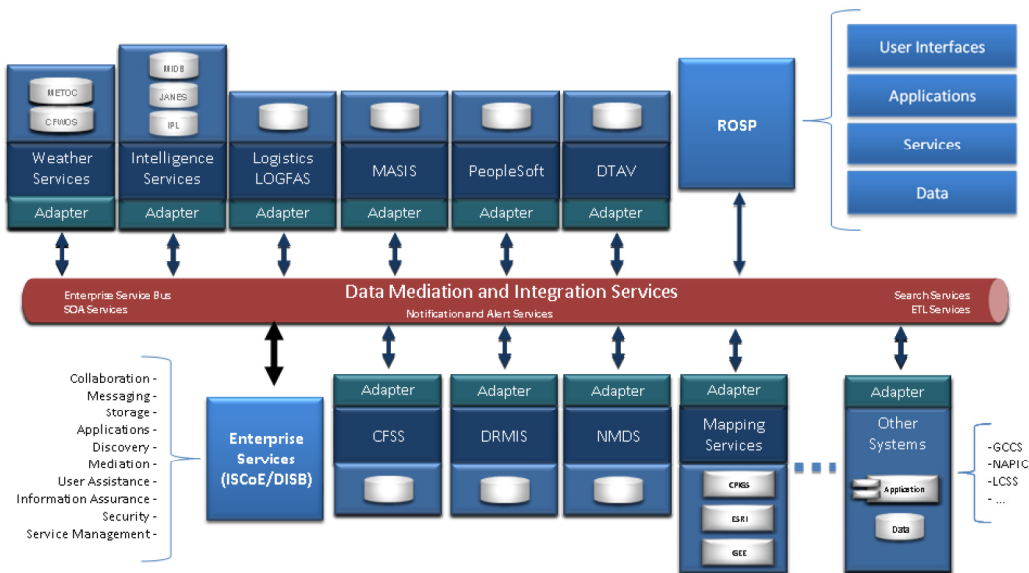 METOC
CFWOS
Weather
Services
Adapter
MIDB
JANES
IPL
Intelligence
Services
Adapter
Logistics
LOGFAS
Adapter
MASIS
Adapter
PeopleSoft
Adapter
DTAV
Adapter
ROSP
User Interfaces
Applications
Services
Data
Enterprise Service Bus
SOA Services
Data Mediation and Integration Services
Notification and Alert Services
Search Services
ETL Services
Collaboration -
Messaging -
Storage -
Applications -
Discovery -
Mediation -
User Assistance -
Information Assurance -
Security -
Service Management -
Enterprise
Services
(ISCoE/DISB)
Adapter
CFSS
Adapter
DRMIS
Adapter
NMDS
Adapter
Mapping
Services
CPIGS
ESRI
GEE
Adapter
Other
Systems
Application
Data
-GCCS
-NAPIC
-LCSS
- ...